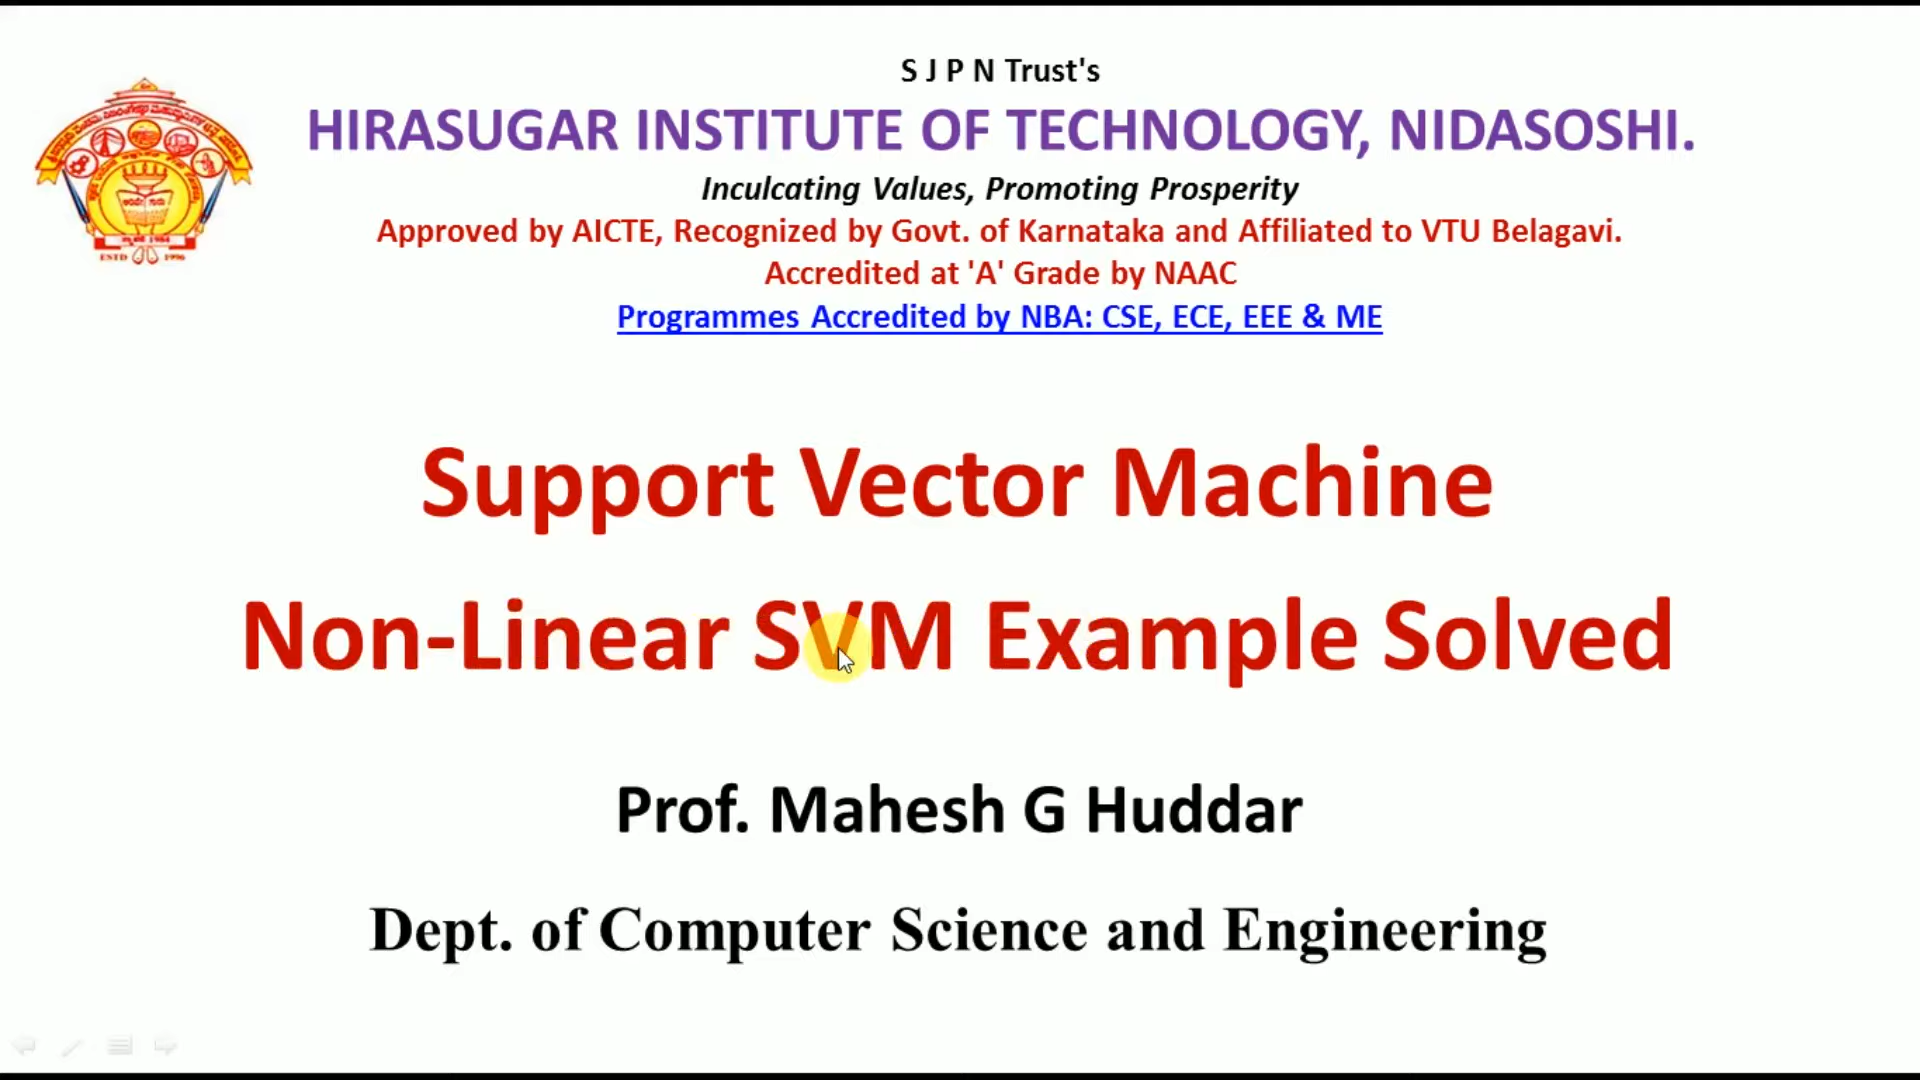 S J P N Trust's
HIRASUGAR INSTITUTE OF TECHNOLOGY, NIDASOSHI.
Inculcating Values, Promoting Prosperity
Approved by AICTE, Recognized by Govt. of Karnataka and Affiliated to VTU Belagavi.
Accredited at 'A' Grade by NAAC
Programmes Accredited by NBA: CSE, ECE, EEE & ME
ESTD 1996
Support Vector Machine
Non-Linear SVM Example Solved
Prof. Mahesh G Huddar
Dept. of Computer Science and Engineering